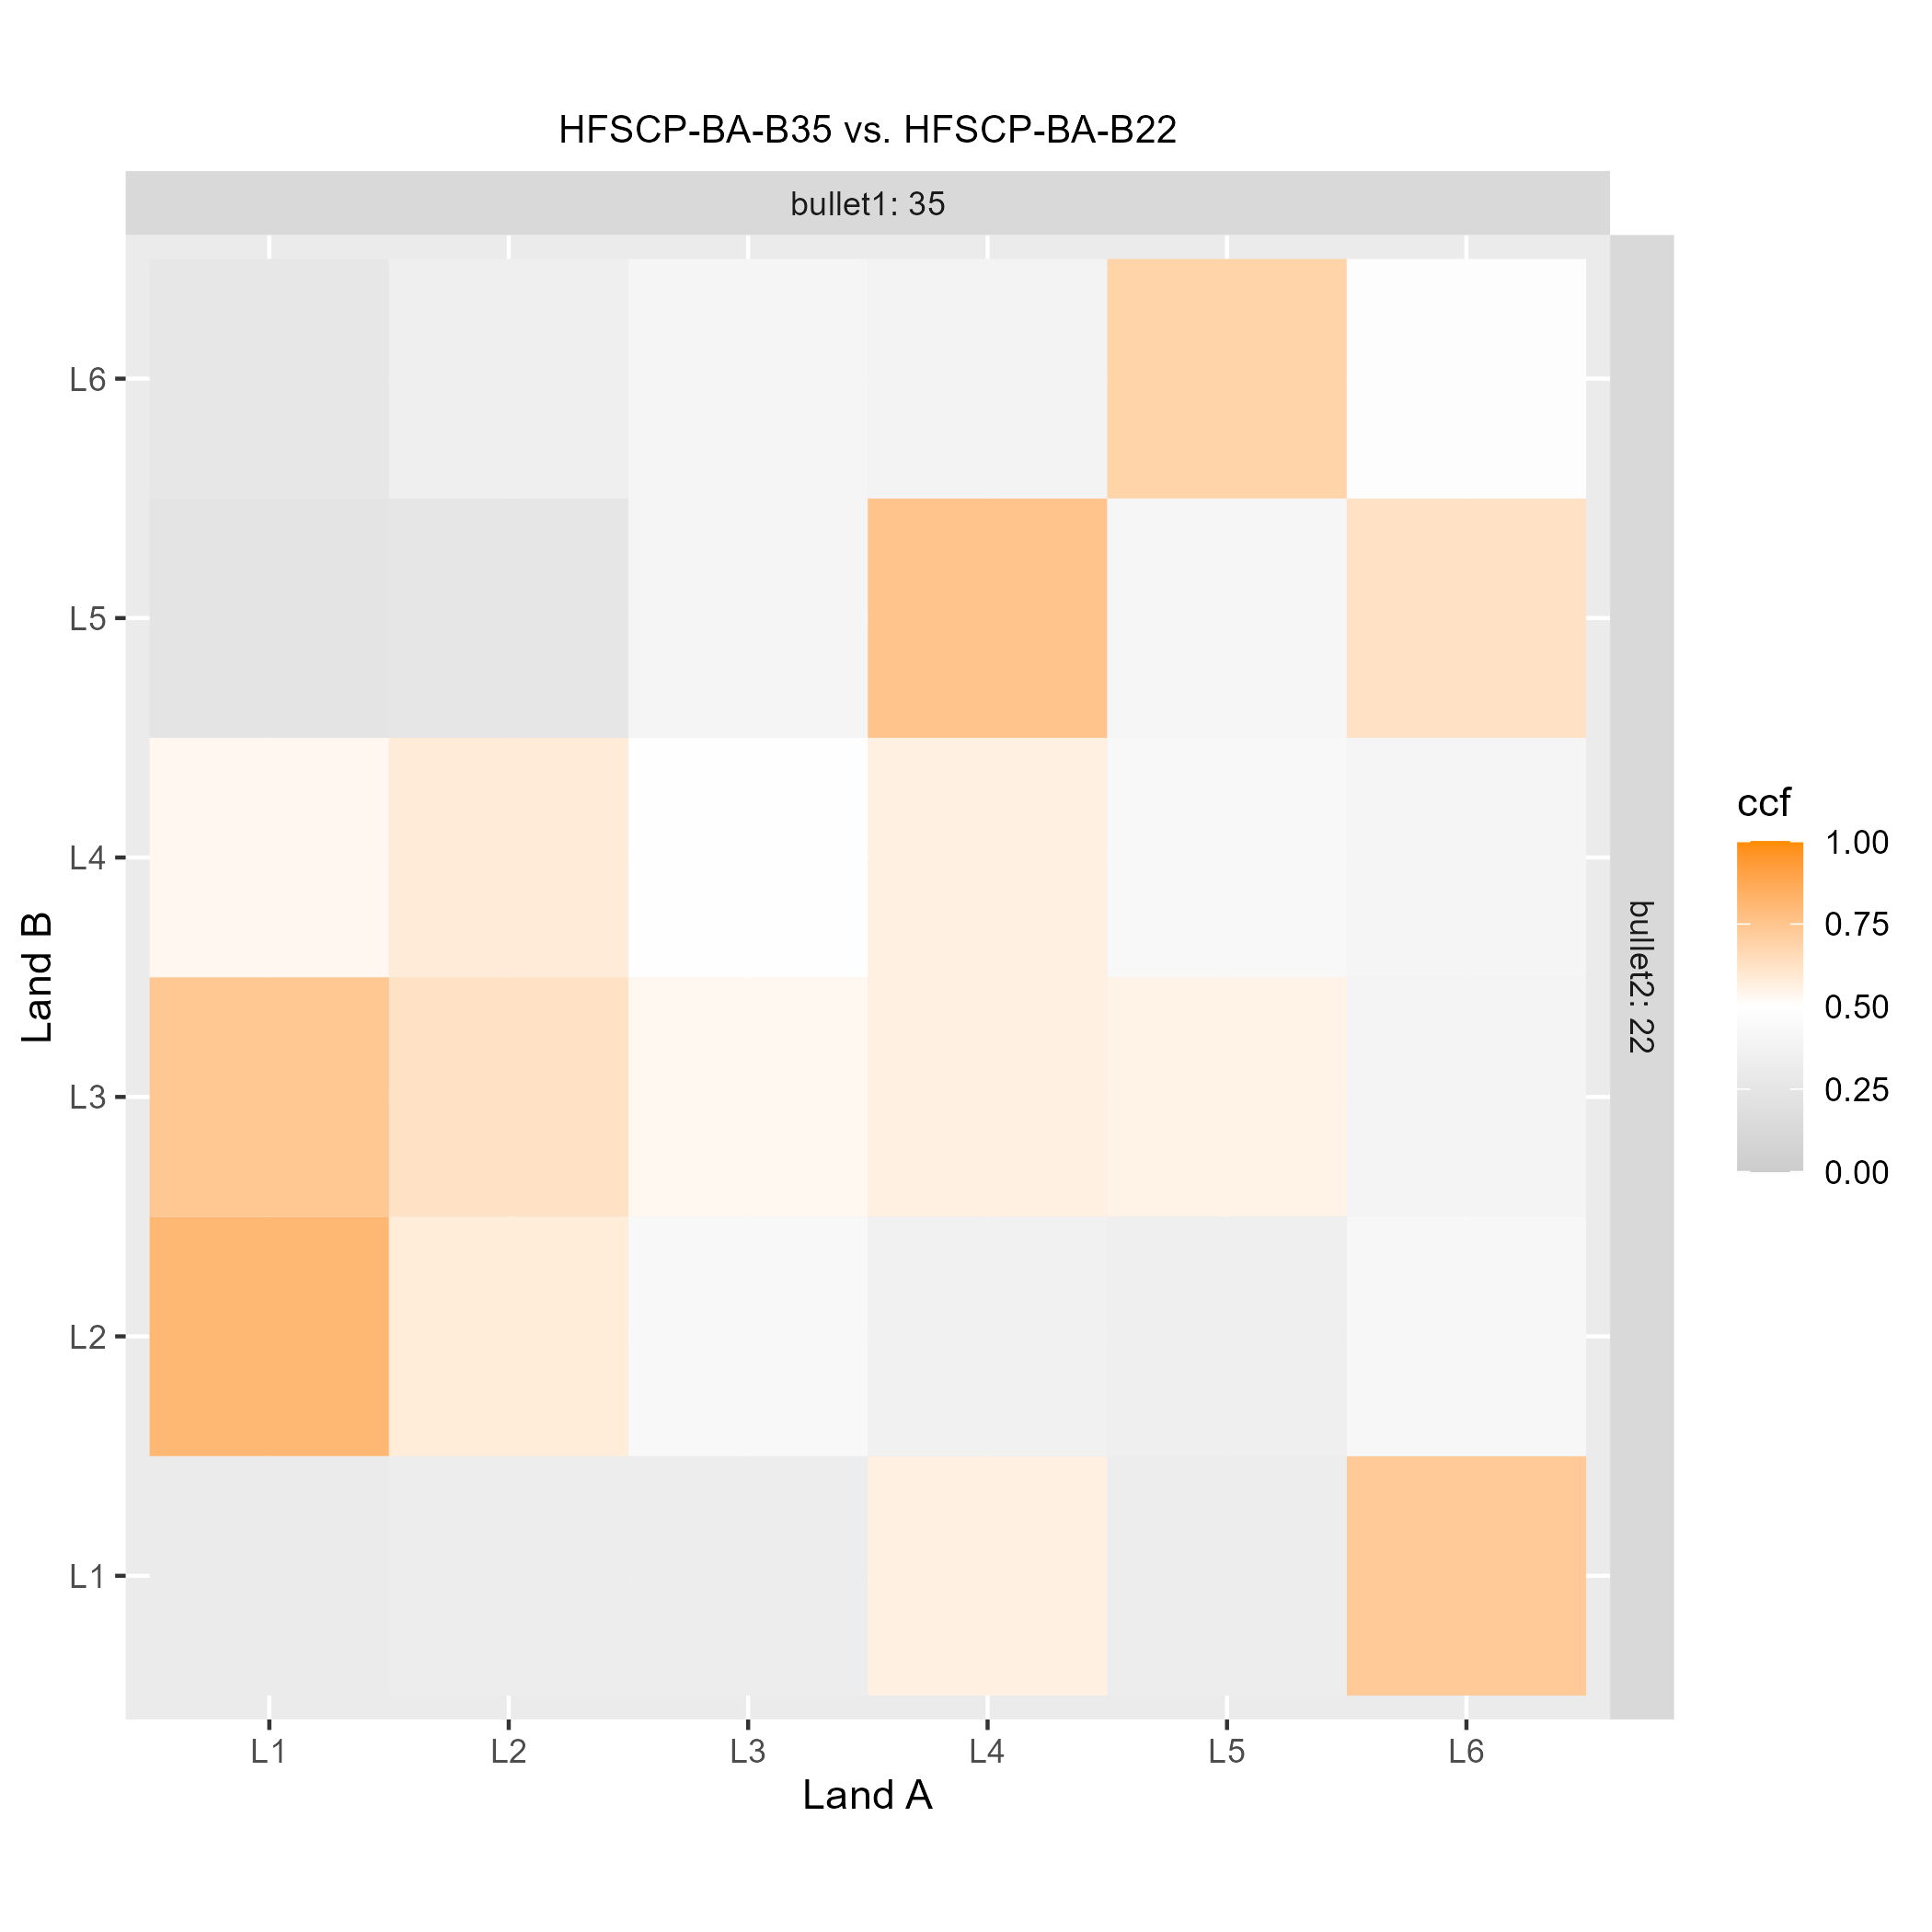 HFSCP-BA-B35 vs. HFSCP-BA-B22
bullet1: 35
L6
L5
L4
L3
L2
L1
Land B
bullet2: 22
L1 L2 L3 L4 L5 L6
Land A
ccf
1.00
0.75
0.50
0.25
0.00